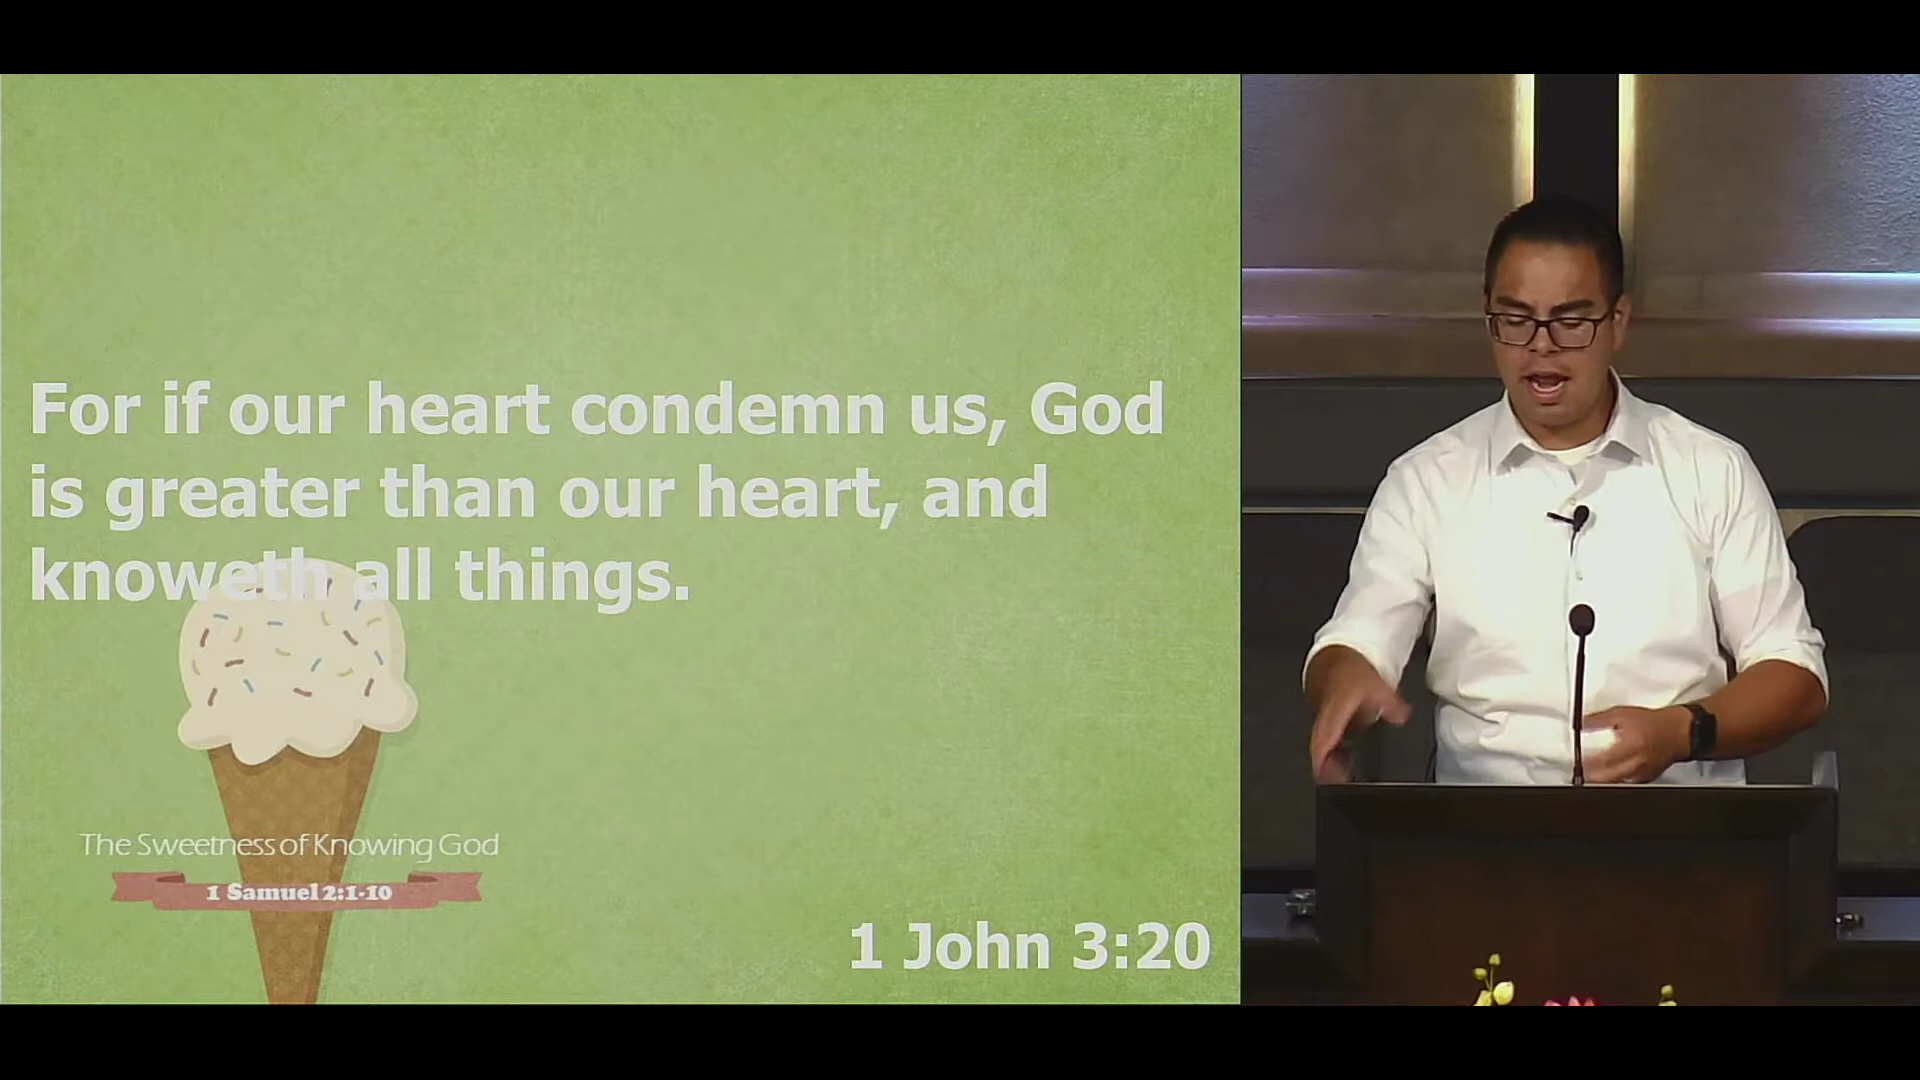 For if our heart condemn us, God
is greater than our heart, and
knoweth all things.
The Sweetness of Knowing God
1 Samuel 2:1-10
1 John 3:20